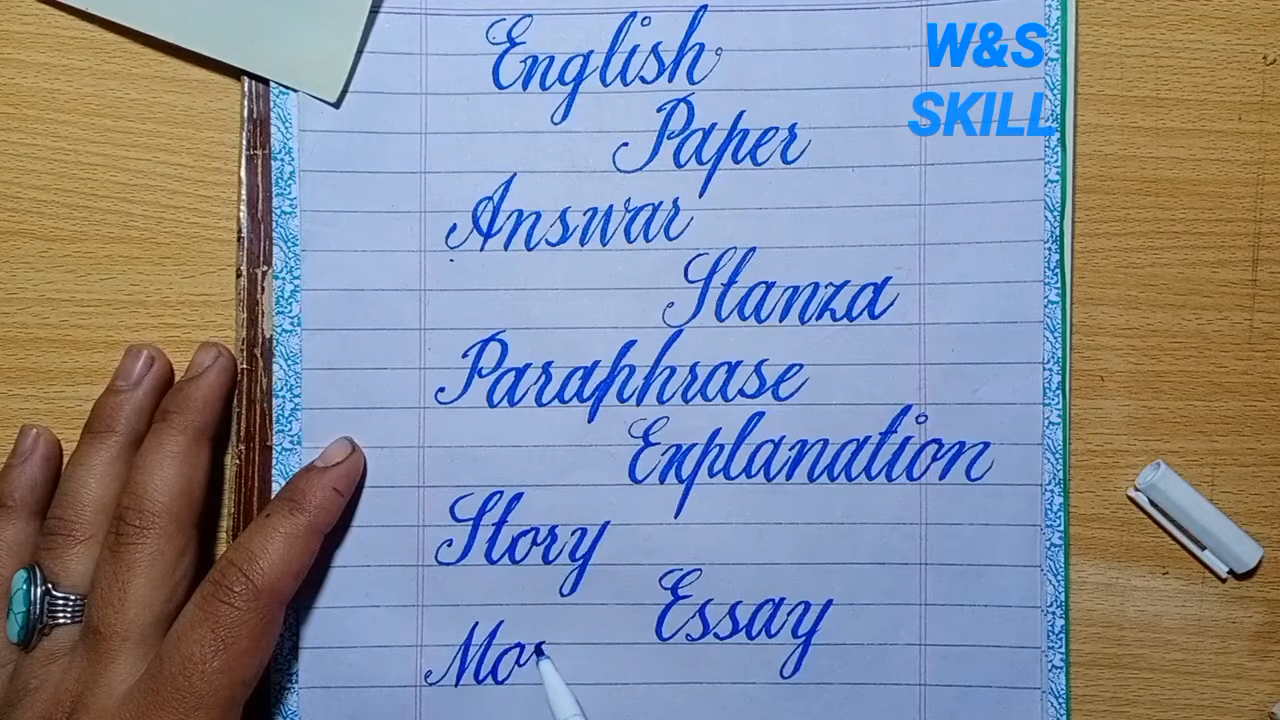 English
W&S
SKILL
Paper
Answar
Stanza
Paraphrase
Explanation
Story
Essay